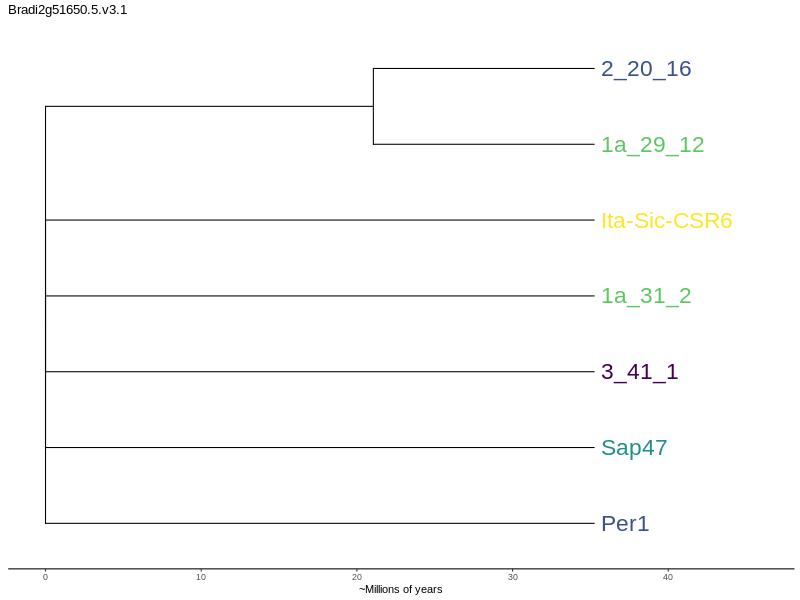 Bradi2g51650.5.v3.1
2_20_16
1a_29_12
Ita-Sic-CSR6
1a_31_2
3_41_1
Sap47
Per1
0 10 20 30 40
~Millions of years